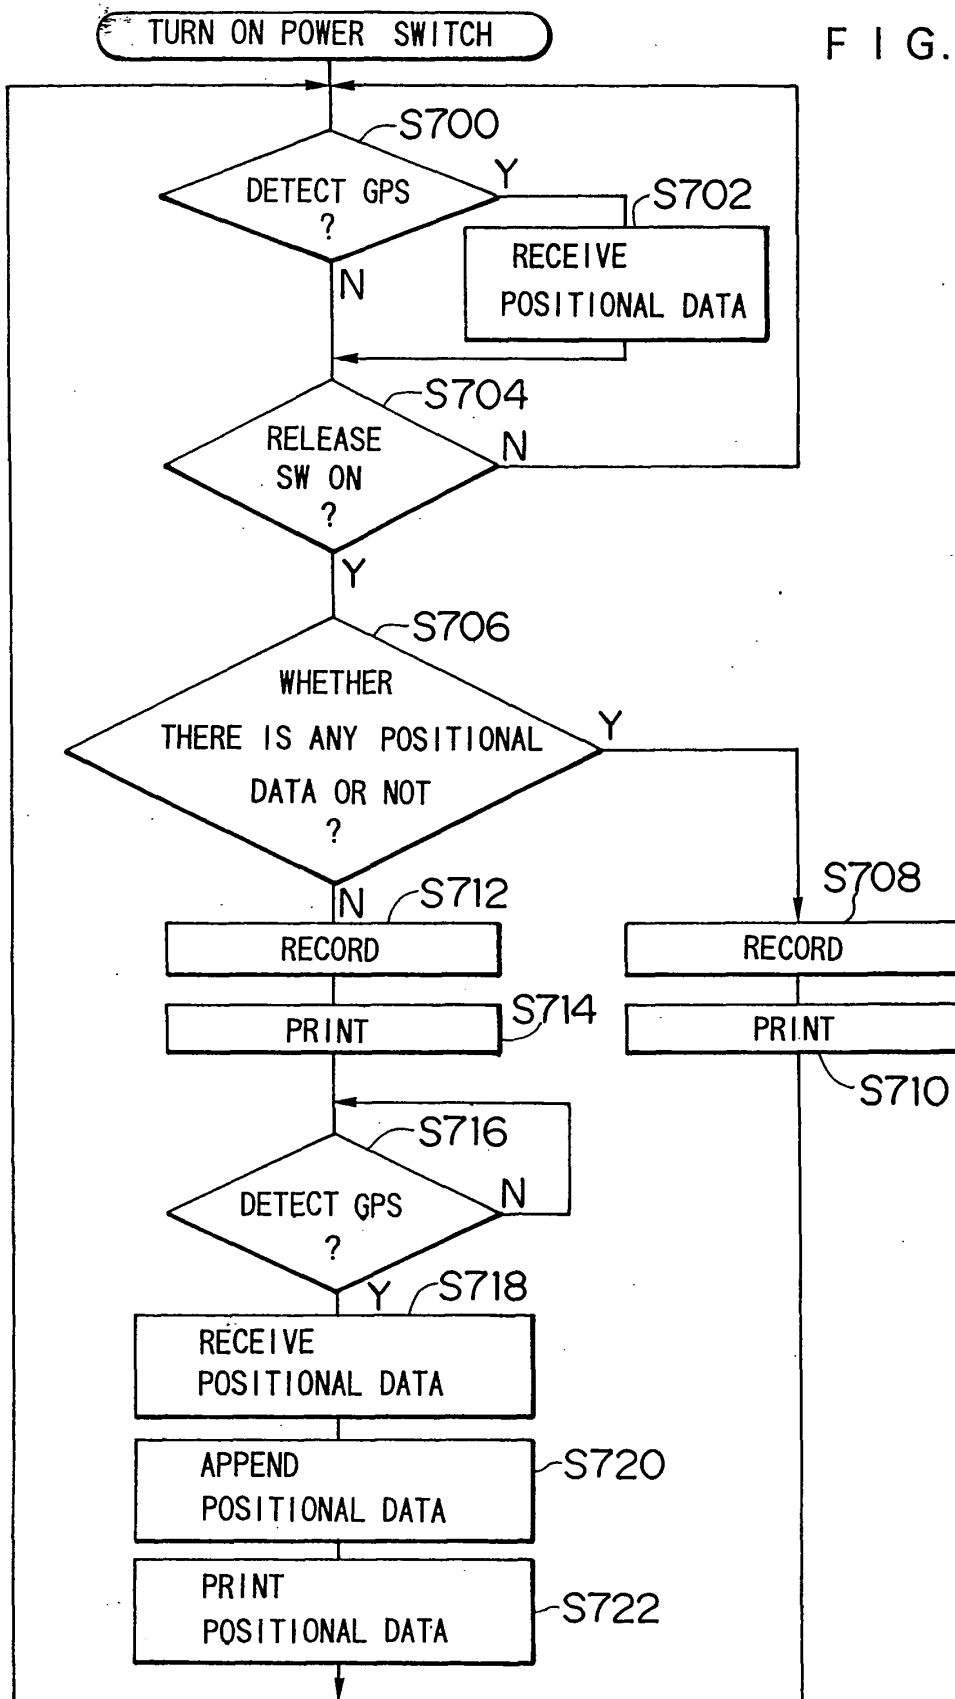 TURN ON POWER SWITCH
FIG.
S700
DETECT GPS
?
Y
N
S702
RECEIVE
POSITIONAL DATA
S704
RELEASE
SW ON
?
N
Y
S706
WHETHER
THERE IS ANY POSITIONAL
DATA OR NOT
?
Y
N
S712
RECORD
S708
RECORD
PRINT
S714
PRINT
S710
S716
DETECT GPS
?
N
Y
S718
RECEIVE
POSITIONAL DATA
APPEND
POSITIONAL DATA
S720
PRINT
POSITIONAL DATA
S722